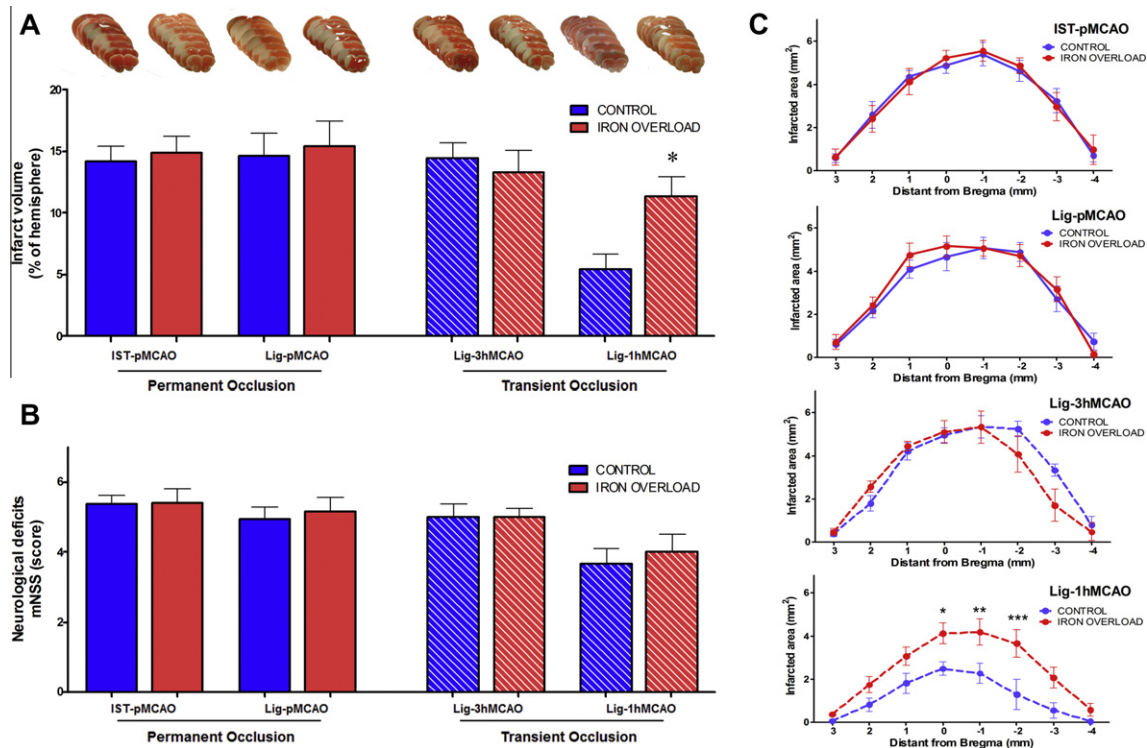 A
20
15
10
5
0
Infarct volume
(% of hemisphere)
CONTROL
IRON OVERLOAD
*
IST-pMCAO
Lig-pMCAO
Lig-3hMCAO
Lig-1hMCAO
Permanent Occlusion
Transient Occlusion
B
6
4
2
0
Neurological deficits
mNSS (score)
CONTROL
IRON OVERLOAD
IST-pMCAO
Lig-pMCAO
Lig-3hMCAO
Lig-1hMCAO
Permanent Occlusion
Transient Occlusion
C
IST-pMCAO
CONTROL
IRON OVERLOAD
Infarcted area (mm²)
6
4
2
0
3 2 1 0 -1 -2 -3 -4
Distant from Bregma (mm)
Lig-pMCAO
CONTROL
IRON OVERLOAD
Infarcted area (mm²)
6
4
2
0
3 2 1 0 -1 -2 -3 -4
Distant from Bregma (mm)
Lig-3hMCAO
CONTROL
IRON OVERLOAD
Infarcted area (mm²)
6
4
2
0
3 2 1 0 -1 -2 -3 -4
Distant from Bregma (mm)
Lig-1hMCAO
CONTROL
IRON OVERLOAD
* ** ***
Infarcted area (mm²)
6
4
2
0
3 2 1 0 -1 -2 -3 -4
Distant from Bregma (mm)